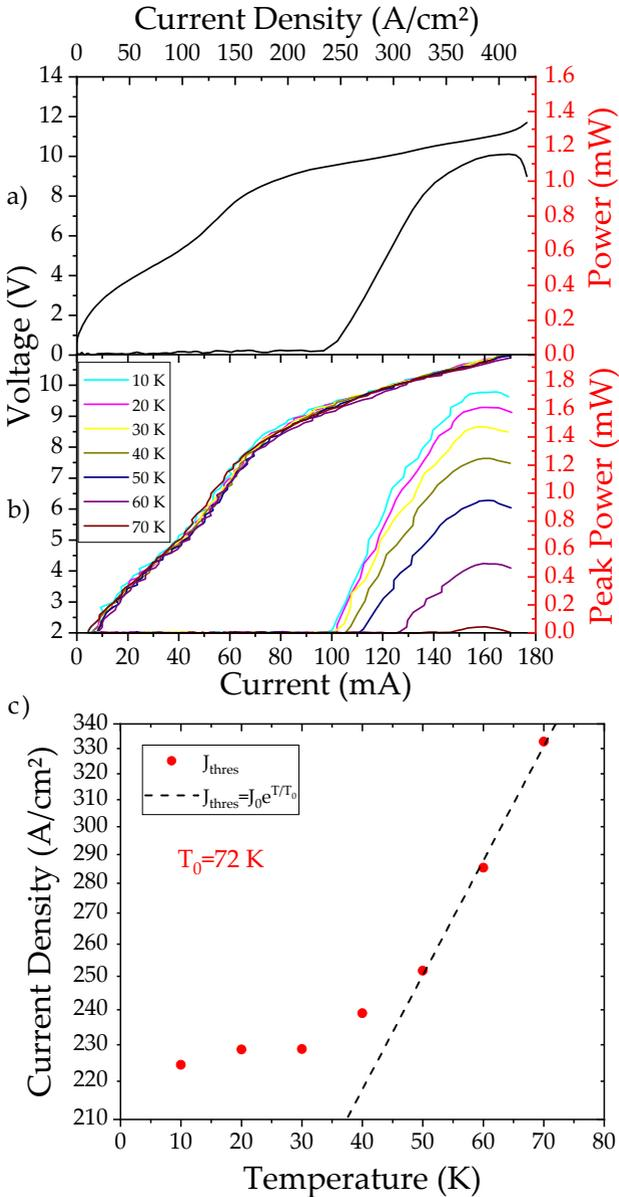 Current Density (A/cm²)
0 50 100 150 200 250 300 350 400
a)
Voltage (V)
14
12
10
8
6
4
2
0
1.6
1.4
1.2
1.0
0.8
0.6
0.4
0.2
0.0
Power (mW)
b)
10
9
8
7
6
5
4
3
2
10 K
20 K
30 K
40 K
50 K
60 K
70 K
1.8
1.6
1.4
1.2
1.0
0.8
0.6
0.4
0.2
0.0
Peak Power (mW)
0 20 40 60 80 100 120 140 160 180
Current (mA)
c)
Current Density (A/cm²)
340
330
320
310
300
290
280
270
260
250
240
230
220
210
J_thres
J_thres=J_0e^T/T_0
T_0=72 K
0 10 20 30 40 50 60 70 80
Temperature (K)